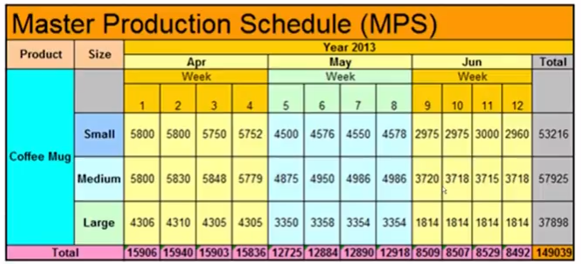 Master Production Schedule (MPS)
Product Size Year 2013 Total
Apr May Jun
Week Week Week
1 2 3 4 5 6 7 8 9 10 11 12
Coffee Mug
Small 5800 5800 5750 5752 4500 4576 4550 4578 2975 2975 3000 2960 53216
Medium 5800 5830 5848 5779 4875 4950 4986 4986 3720 3718 3715 3718 57925
Large 4306 4310 4305 4305 3350 3358 3354 3354 1814 1814 1814 1814 37898
Total 15906 15940 15903 15836 12725 12884 12890 12918 8509 8507 8529 8492 149039